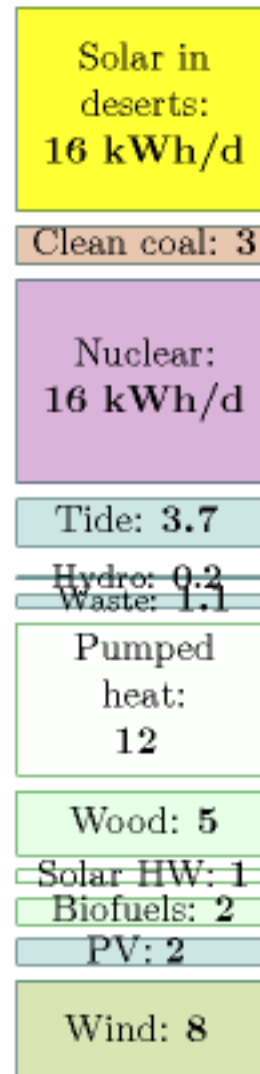 Solar in
deserts:
16 kWh/d
Clean coal: 3
Nuclear:
16 kWh/d
Tide: 3.7
Hydro: 0.2
Waste: 1.1
Pumped
heat:
12
Wood: 5
Solar HW: 1
Biofuels: 2
PV: 2
Wind: 8